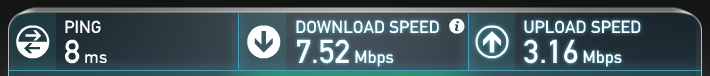 PING
8 ms
DOWNLOAD SPEED i
7.52 Mbps
UPLOAD SPEED
3.16 Mbps